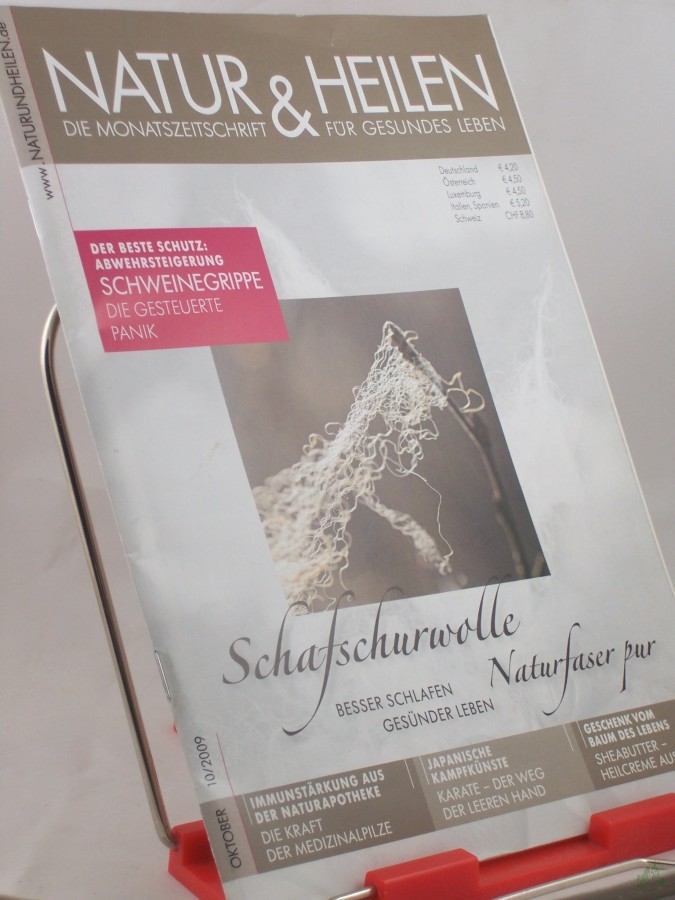 www.NATURUNDHEILEN.de
NATUR & HEILEN
DIE MONATSZEITSCHRIFT FÜR GESUNDES LEBEN
Deutschland € 4,20
Österreich € 4,50
Luxemburg € 4,50
Italien, Spanien € 5,20
Schweiz CHF 8,80
DER BESTE SCHUTZ:
ABWEHRSTEIGERUNG
SCHWEINEGRIPPE
DIE GESTEUERTE
PANIK
Schafschurwolle
Naturfaser pur
BESSER SCHLAFEN
GESÜNDER LEBEN
OKTOBER 10/2009
IMMUNSTÄRKUNG AUS
DER NATURAPOTHEKE
DIE KRAFT
DER MEDIZINALPILZE
JAPANISCHE
KAMPFKÜNSTE
KARATE – DER WEG
DER LEEREN HAND
GESCHENK VOM
BAUM DES LEBENS
SHEABUTTER –
HEILCREME AUS